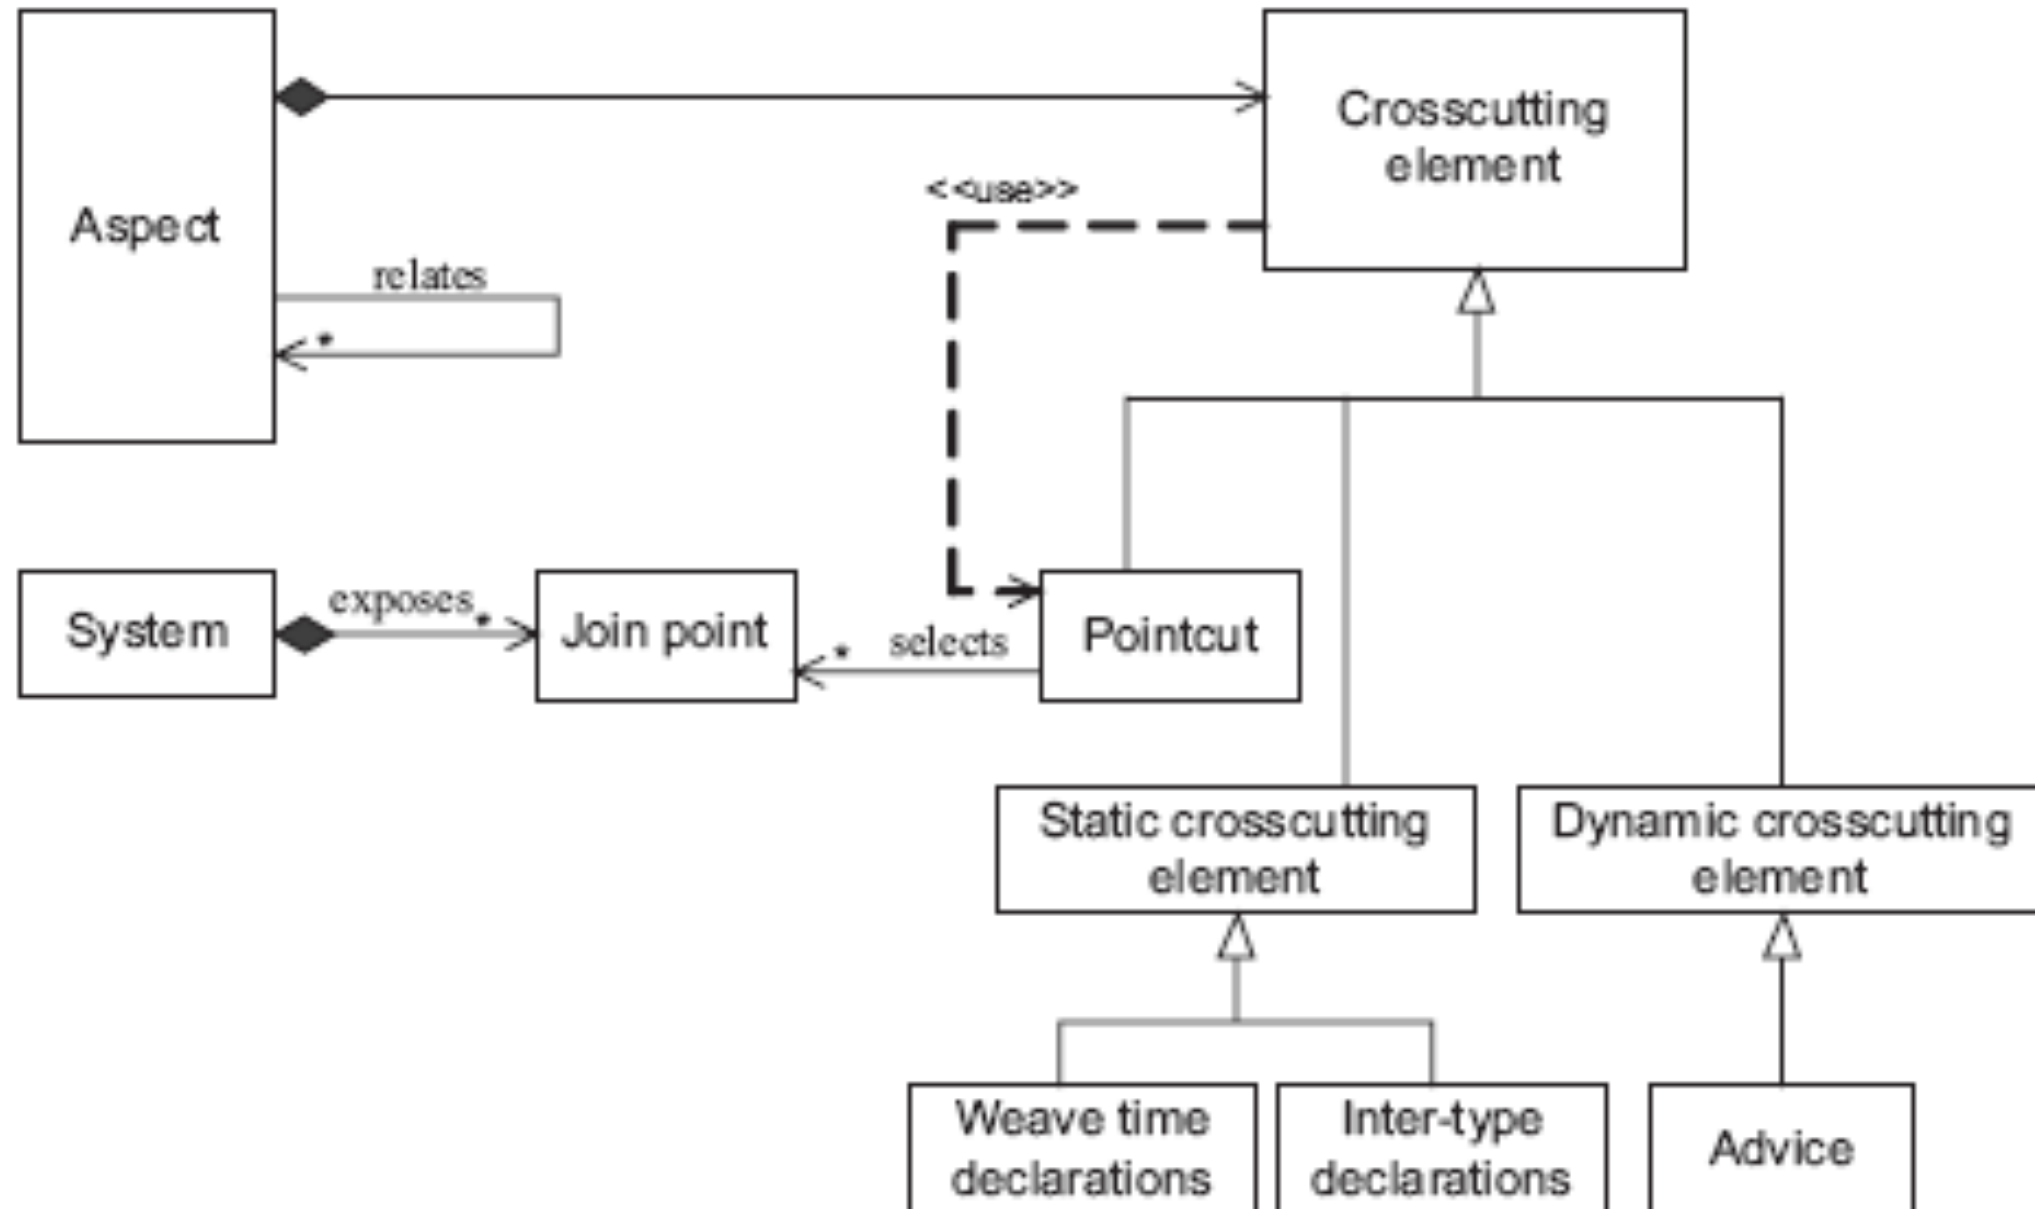 Aspect
Crosscutting
element
<<use>>
relates
*
System
exposes
*
Join point
*
selects
Pointcut
Static crosscutting
element
Dynamic crosscutting
element
Weave time
declarations
Inter-type
declarations
Advice